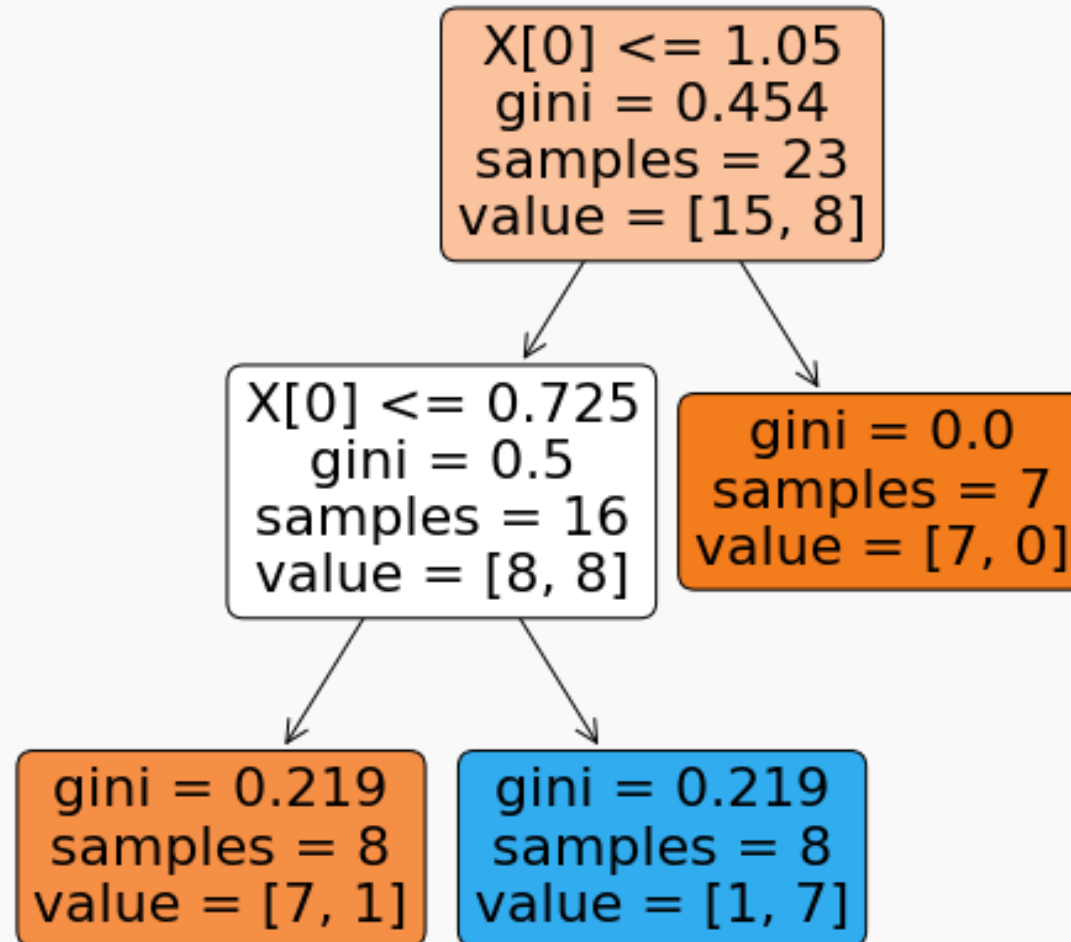 X[0] <= 1.05
gini = 0.454
samples = 23
value = [15, 8]
X[0] <= 0.725
gini = 0.5
samples = 16
value = [8, 8]
gini = 0.0
samples = 7
value = [7, 0]
gini = 0.219
samples = 8
value = [7, 1]
gini = 0.219
samples = 8
value = [1, 7]